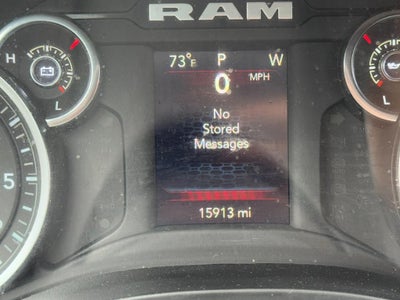 RAM
73°F P W
H
0 MPH
No
Stored
Messages
L
L
5
15913 mi